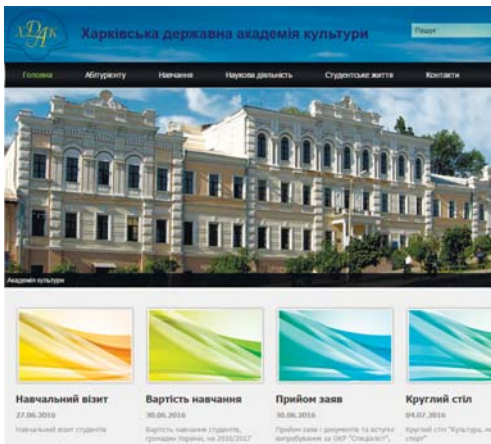 ХДАК
Харківська державна академія культури
Пошук
Головна Абітурієнту Навчання Наукова діяльність Студентське життя Контакти
Академія культури
Навчальний візит Вартість навчання Прийом заяв Круглий стіл
27.06.2016 30.06.2016 30.06.2016 04.07.2016
Навчальний візит студентів Вартість навчання студентів, Прийом заяв і документів та вступні Круглий стіл "Культура,
громадян України, на 2016/2017 випробування за ОКР "Спеціаліст", спорт"